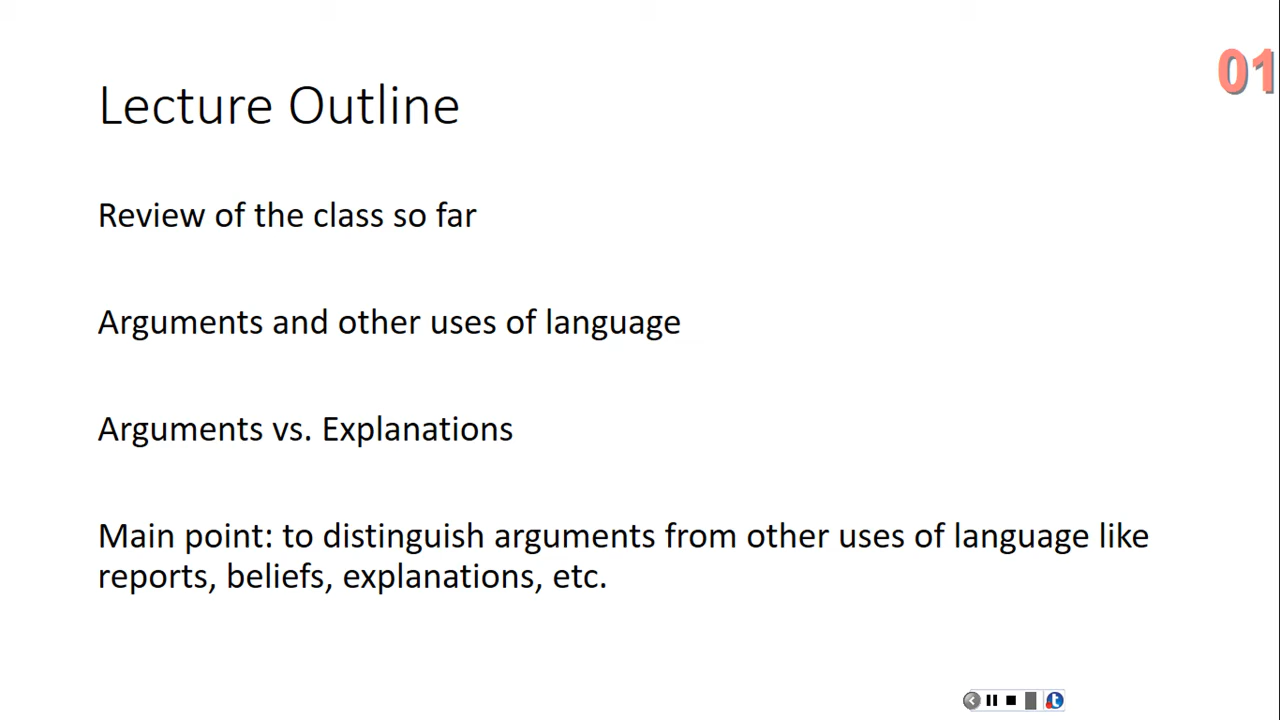 01
Lecture Outline
Review of the class so far
Arguments and other uses of language
Arguments vs. Explanations
Main point: to distinguish arguments from other uses of language like
reports, beliefs, explanations, etc.
t